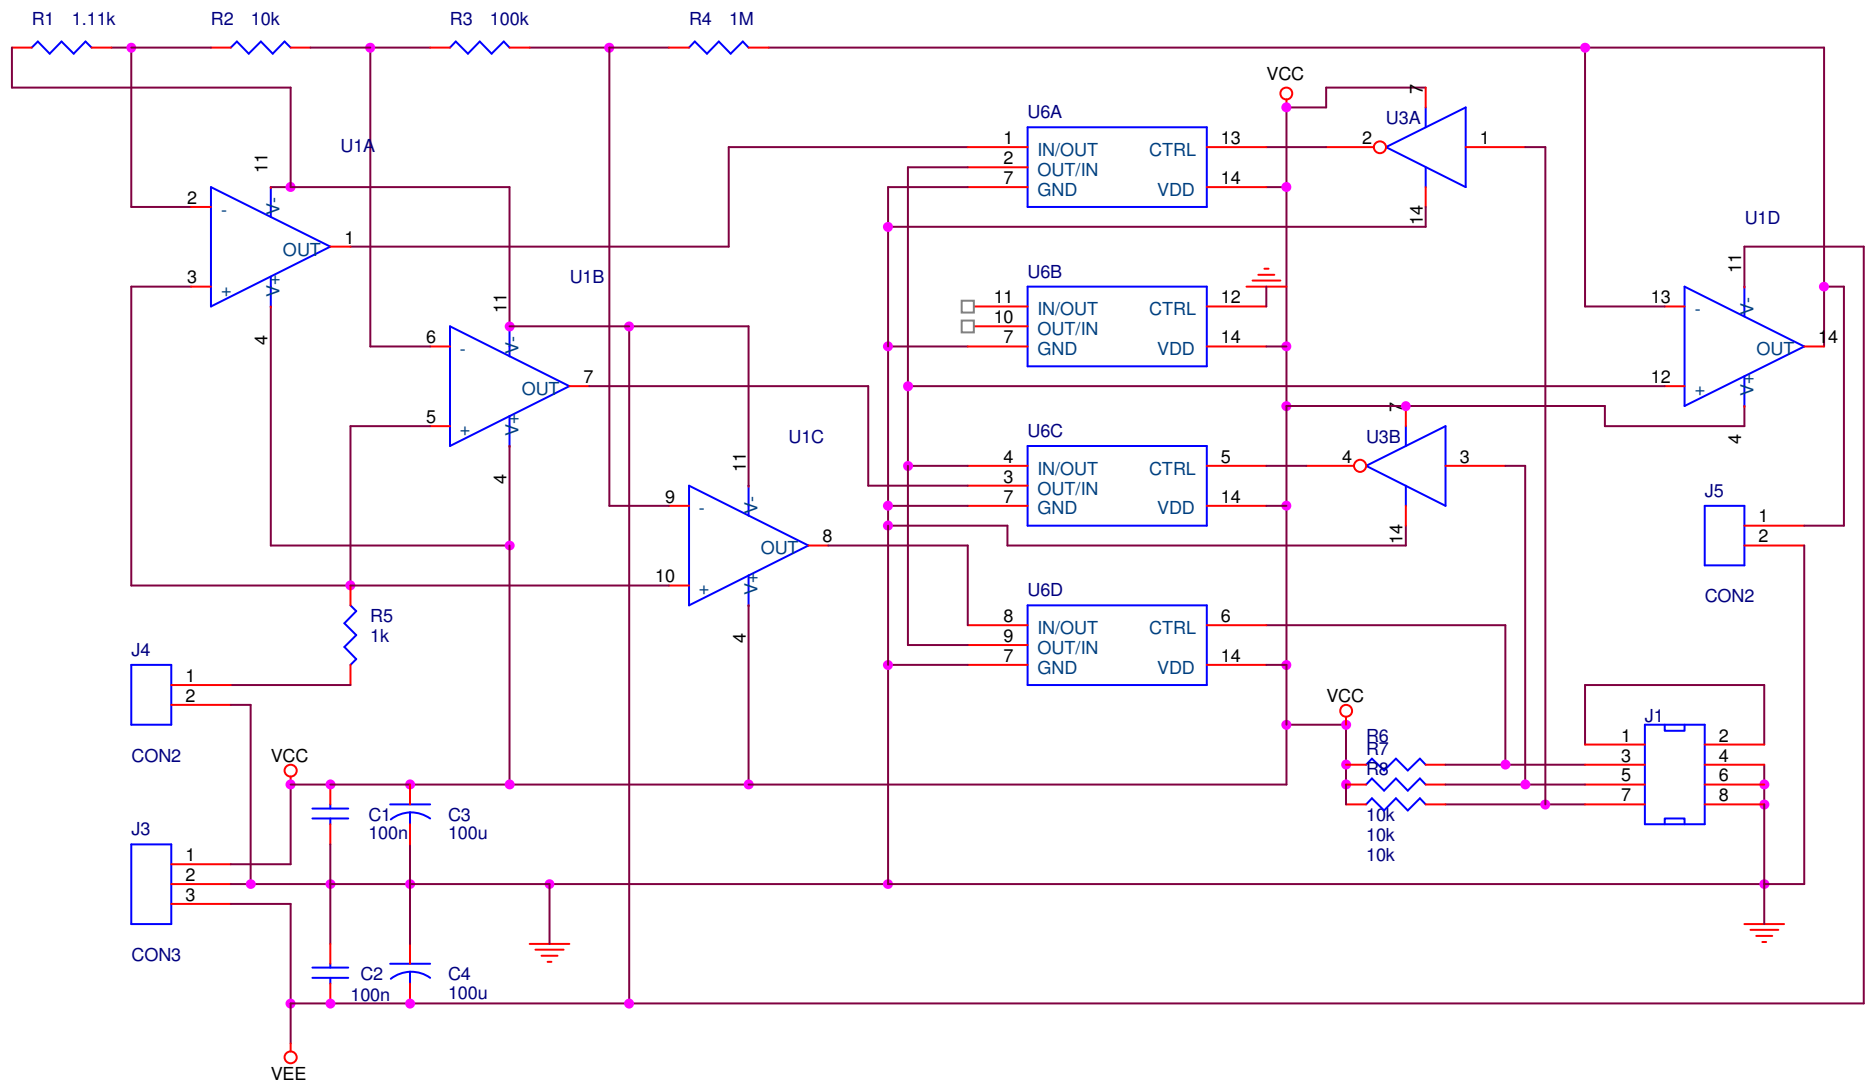 R1 1.11k
R2 10k
R3 100k
R4 1M
VCC
U6A
1 IN/OUT CTRL 13
2 OUT/IN
7 GND VDD 14
7
U3A
2 1
14
U1A
11
2 - V-
OUT 1
3 + V+
4
U1B
11
6 - V-
OUT 7
5 + V+
4
U1C
11
9 - V-
OUT 8
10 + V+
4
U6B
11 IN/OUT CTRL 12
10 OUT/IN
7 GND VDD 14
U1D
11
13 - V-
OUT 14
12 + V+
4
U6C
4 IN/OUT CTRL 5
3 OUT/IN
7 GND VDD 14
7
U3B
4 3
14
J5
1
2
CON2
U6D
8 IN/OUT CTRL 6
9 OUT/IN
7 GND VDD 14
R5
1k
J4
1
2
CON2
VCC
R6
R7
R8
10k
10k
10k
J1
1 2
3 4
5 6
7 8
VCC
C1
100n
C3
100u
J3
1
2
3
CON3
C2
100n
C4
100u
VEE